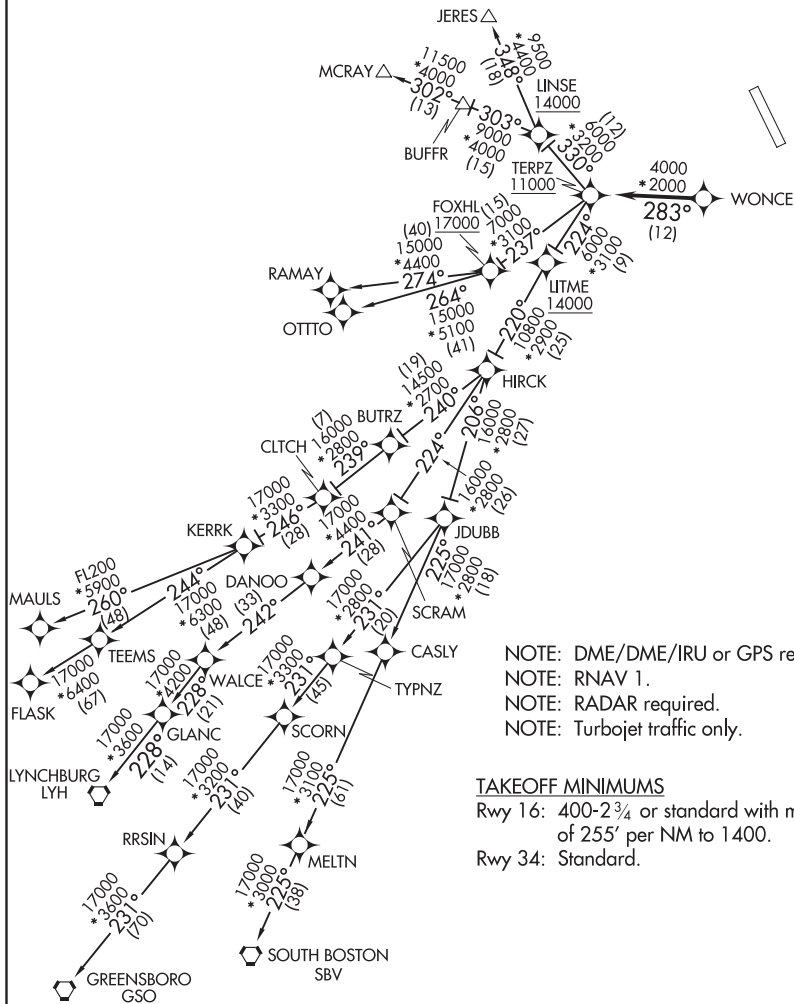 JERES
9500
*4400
348°
(18)
MCRAY
11500
*4000
302°
(13)
BUFFR
303°
9000
*4000
(15)
LINSE
14000
(12)
6000
*3200
330°
TERPZ
11000
4000
*2000
283°
(12)
WONCE
FOXHL
17000
(15)
7000
*3100
237°
224°
6000
*3100
(9)
LITME
14000
(40)
15000
*4400
274°
RAMAY
OTTTO
264°
15000
*5100
(41)
220°
10800
*2900
(25)
HIRCK
(19)
14500
*2700
240°
BUTRZ
206°
16000
*2800
(27)
224°
16000
*2800
(26)
(7)
16000
*2800
239°
CLTCH
17000
*3300
246°
(28)
KERRK
17000
*4400
241°
(28)
JDUBB
SCRAM
DANOO
FL200
*5900
260°
(48)
MAULS
244°
17000
*6300
(48)
(33)
242°
17000
*2800
231°
(20)
225°
17000
*2800
(18)
CASLY
TYPNZ
TEEMS
17000
*6400
(67)
FLASK
WALCE
17000
*4200
228°
(21)
17000
*3300
231°
(45)
GLANC
SCORN
17000
*3600
228°
(14)
LYNCHBURG
LYH
17000
*3200
231°
(40)
17000
*3100
225°
(61)
RRSIN
MELTN
17000
*3600
231°
(70)
17000
*3000
225°
(38)
GREENSBORO
GSO
SOUTH BOSTON
SBV
NOTE: DME/DME/IRU or GPS re
NOTE: RNAV 1.
NOTE: RADAR required.
NOTE: Turbojet traffic only.
TAKEOFF MINIMUMS
Rwy 16: 400-2¾ or standard with m
of 255' per NM to 1400.
Rwy 34: Standard.